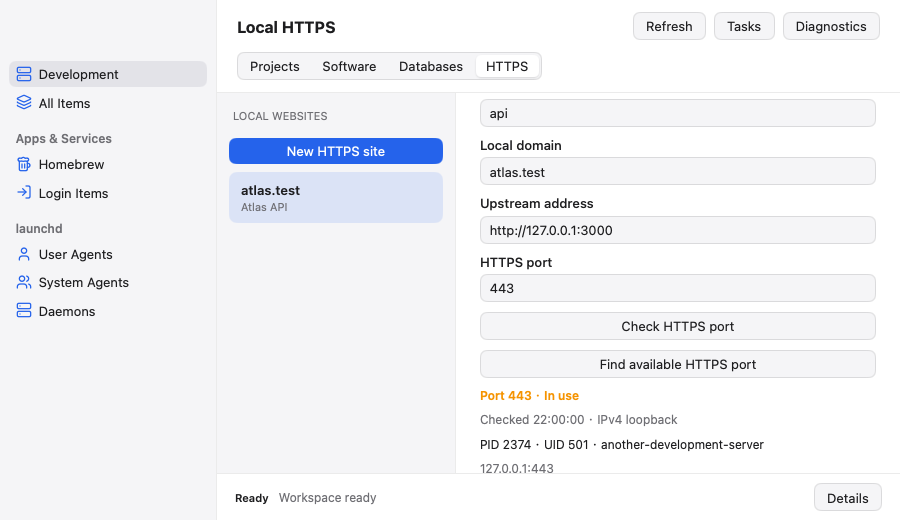 Local HTTPS
Refresh
Tasks
Diagnostics
Projects
Software
Databases
HTTPS
Development
All Items
Apps & Services
Homebrew
Login Items
launchd
User Agents
System Agents
Daemons
LOCAL WEBSITES
New HTTPS site
atlas.test
Atlas API
api
Local domain
atlas.test
Upstream address
http://127.0.0.1:3000
HTTPS port
443
Check HTTPS port
Find available HTTPS port
Port 443 · In use
Checked 22:00:00 · IPv4 loopback
PID 2374 · UID 501 · another-development-server
127.0.0.1:443
Ready
Workspace ready
Details